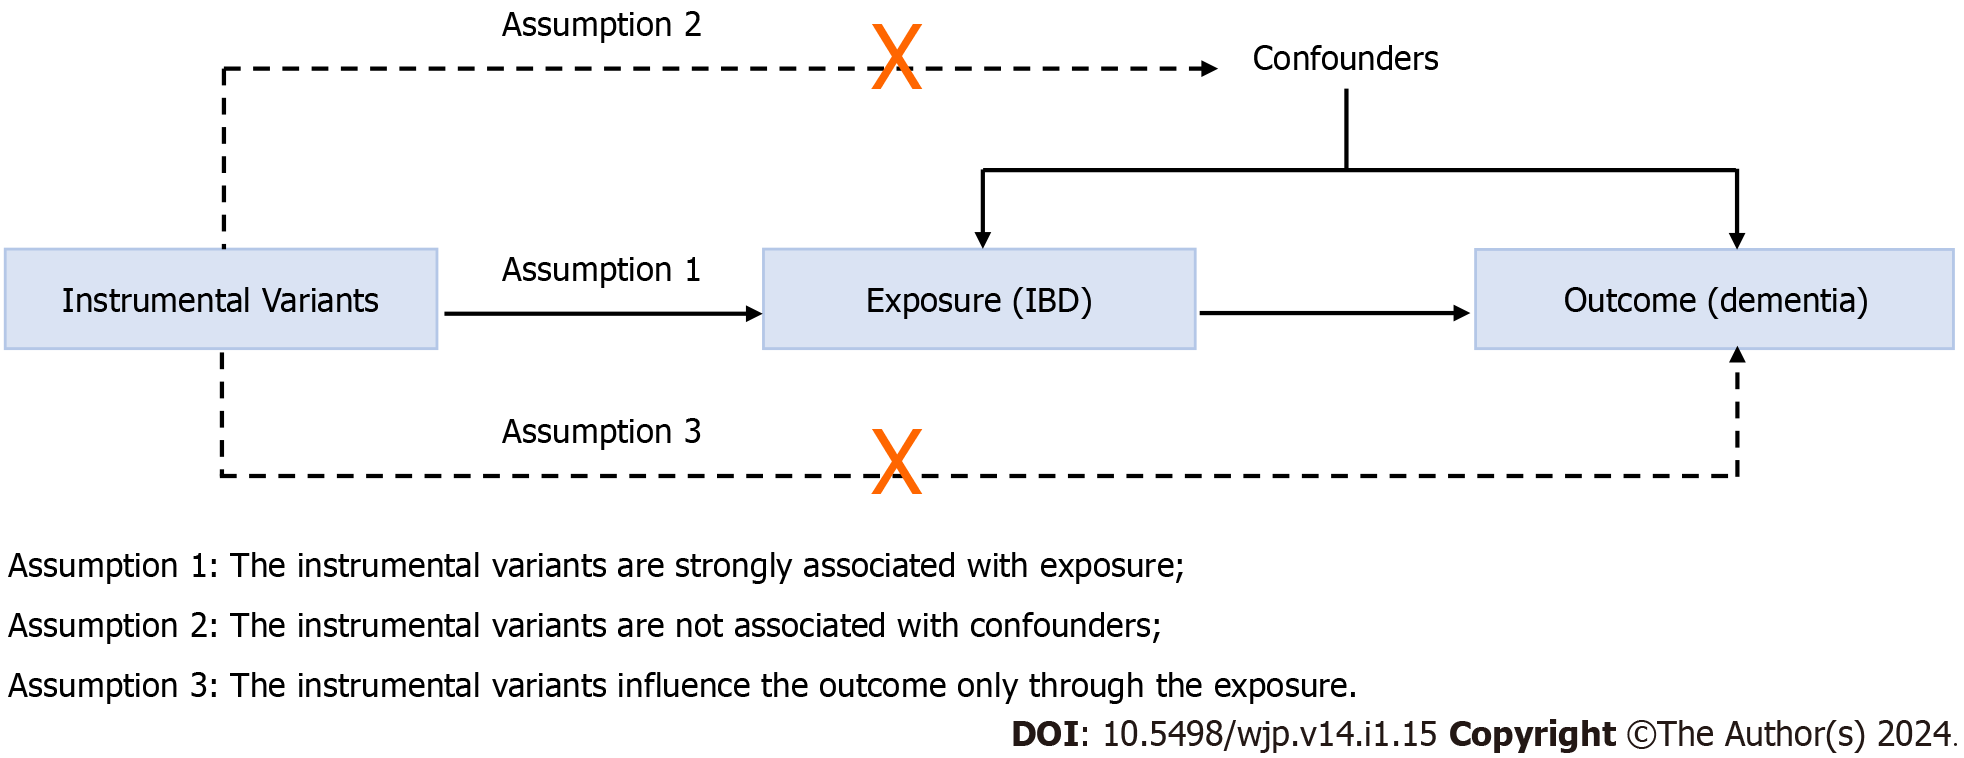 Assumption 2
Confounders
Assumption 1
Instrumental Variants
Exposure (IBD)
Outcome (dementia)
Assumption 3
Assumption 1: The instrumental variants are strongly associated with exposure;
Assumption 2: The instrumental variants are not associated with confounders;
Assumption 3: The instrumental variants influence the outcome only through the exposure.
DOI: 10.5498/wjp.v14.i1.15 Copyright ©The Author(s) 2024.